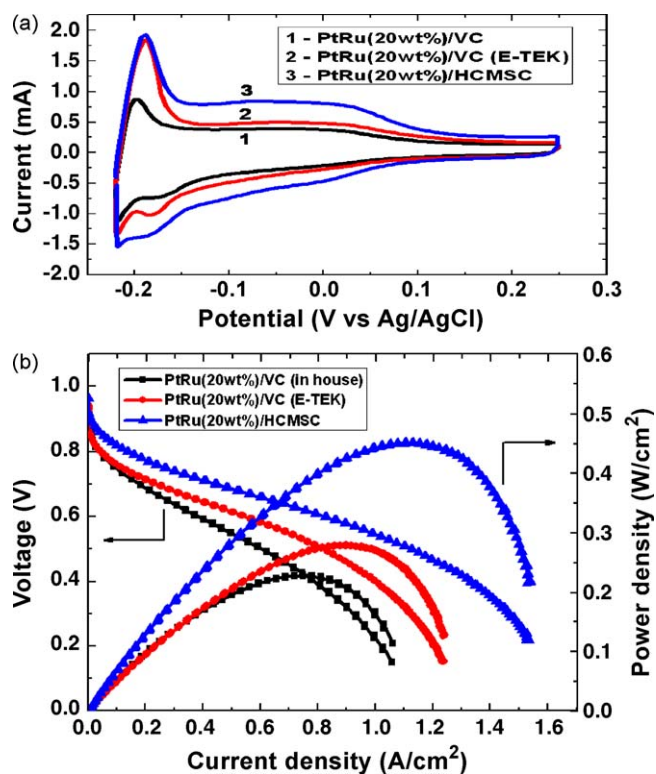 (a)
2.0
1.5
1.0
0.5
0.0
0.5
-1.0
-1.5
2.0
Current (mA)
1 - PtRu(20wt%)/VC
2 - PtRu(20wt%)/VC (E-TEK)
3 - PtRu(20wt%)/HCMSC
3
2
1
-0.2 -0.1 0.0 0.1 0.2 0.3
Potential (V vs Ag/AgCl)
(b)
1.0
0.8
0.6
0.4
0.2
0.0
Voltage (V)
PtRu(20wt%)/VC (in house)
PtRu(20wt%)/VC (E-TEK)
PtRu(20wt%)/HCMSC
0.6
0.5
0.4
0.3
0.2
0.1
0.0
Power density (W/cm2)
0.0 0.2 0.4 0.6 0.8 1.0 1.2 1.4 1.6
Current density (A/cm2)